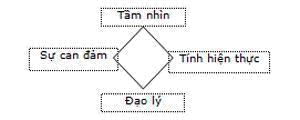 Tầm nhìn
Sự can đảm
Tính hiện thực
Đạo lý